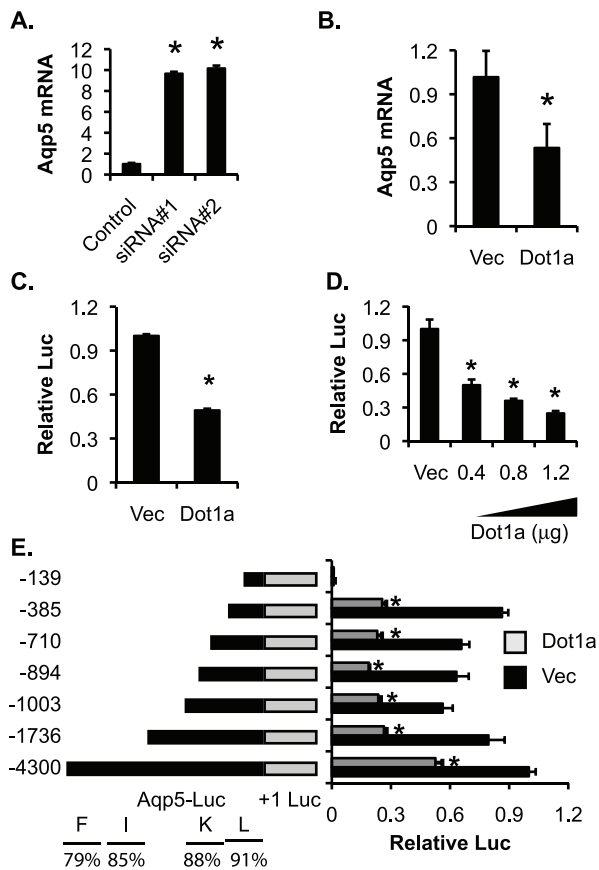 A.
Aqp5 mRNA
12
10
8
6
4
2
0
* *
Control
siRNA#1
siRNA#2
B.
Aqp5 mRNA
1.2
0.9
0.6
0.3
0
*
Vec Dot1a
C.
Relative Luc
1.2
0.9
0.6
0.3
0
*
Vec Dot1a
D.
Relative Luc
1.2
0.9
0.6
0.3
0
* * *
Vec 0.4 0.8 1.2
Dot1a (μg)
E.
-139
-385 *
-710 *
-894 *
-1003 *
-1736 *
-4300 *
Dot1a
Vec
Aqp5-Luc +1 Luc
0 0.3 0.6 0.9 1.2
Relative Luc
F I K L
79% 85% 88% 91%